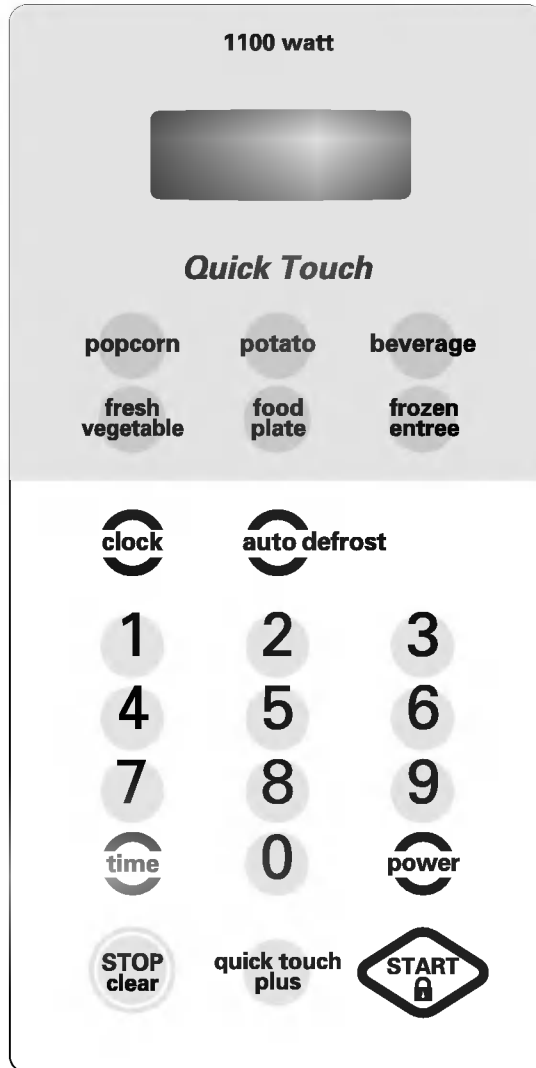 1100 watt
Quick Touch
popcorn potato beverage
fresh vegetable food plate frozen entree
clock auto defrost
1 2 3
4 5 6
7 8 9
time 0 power
STOP clear quick touch plus START